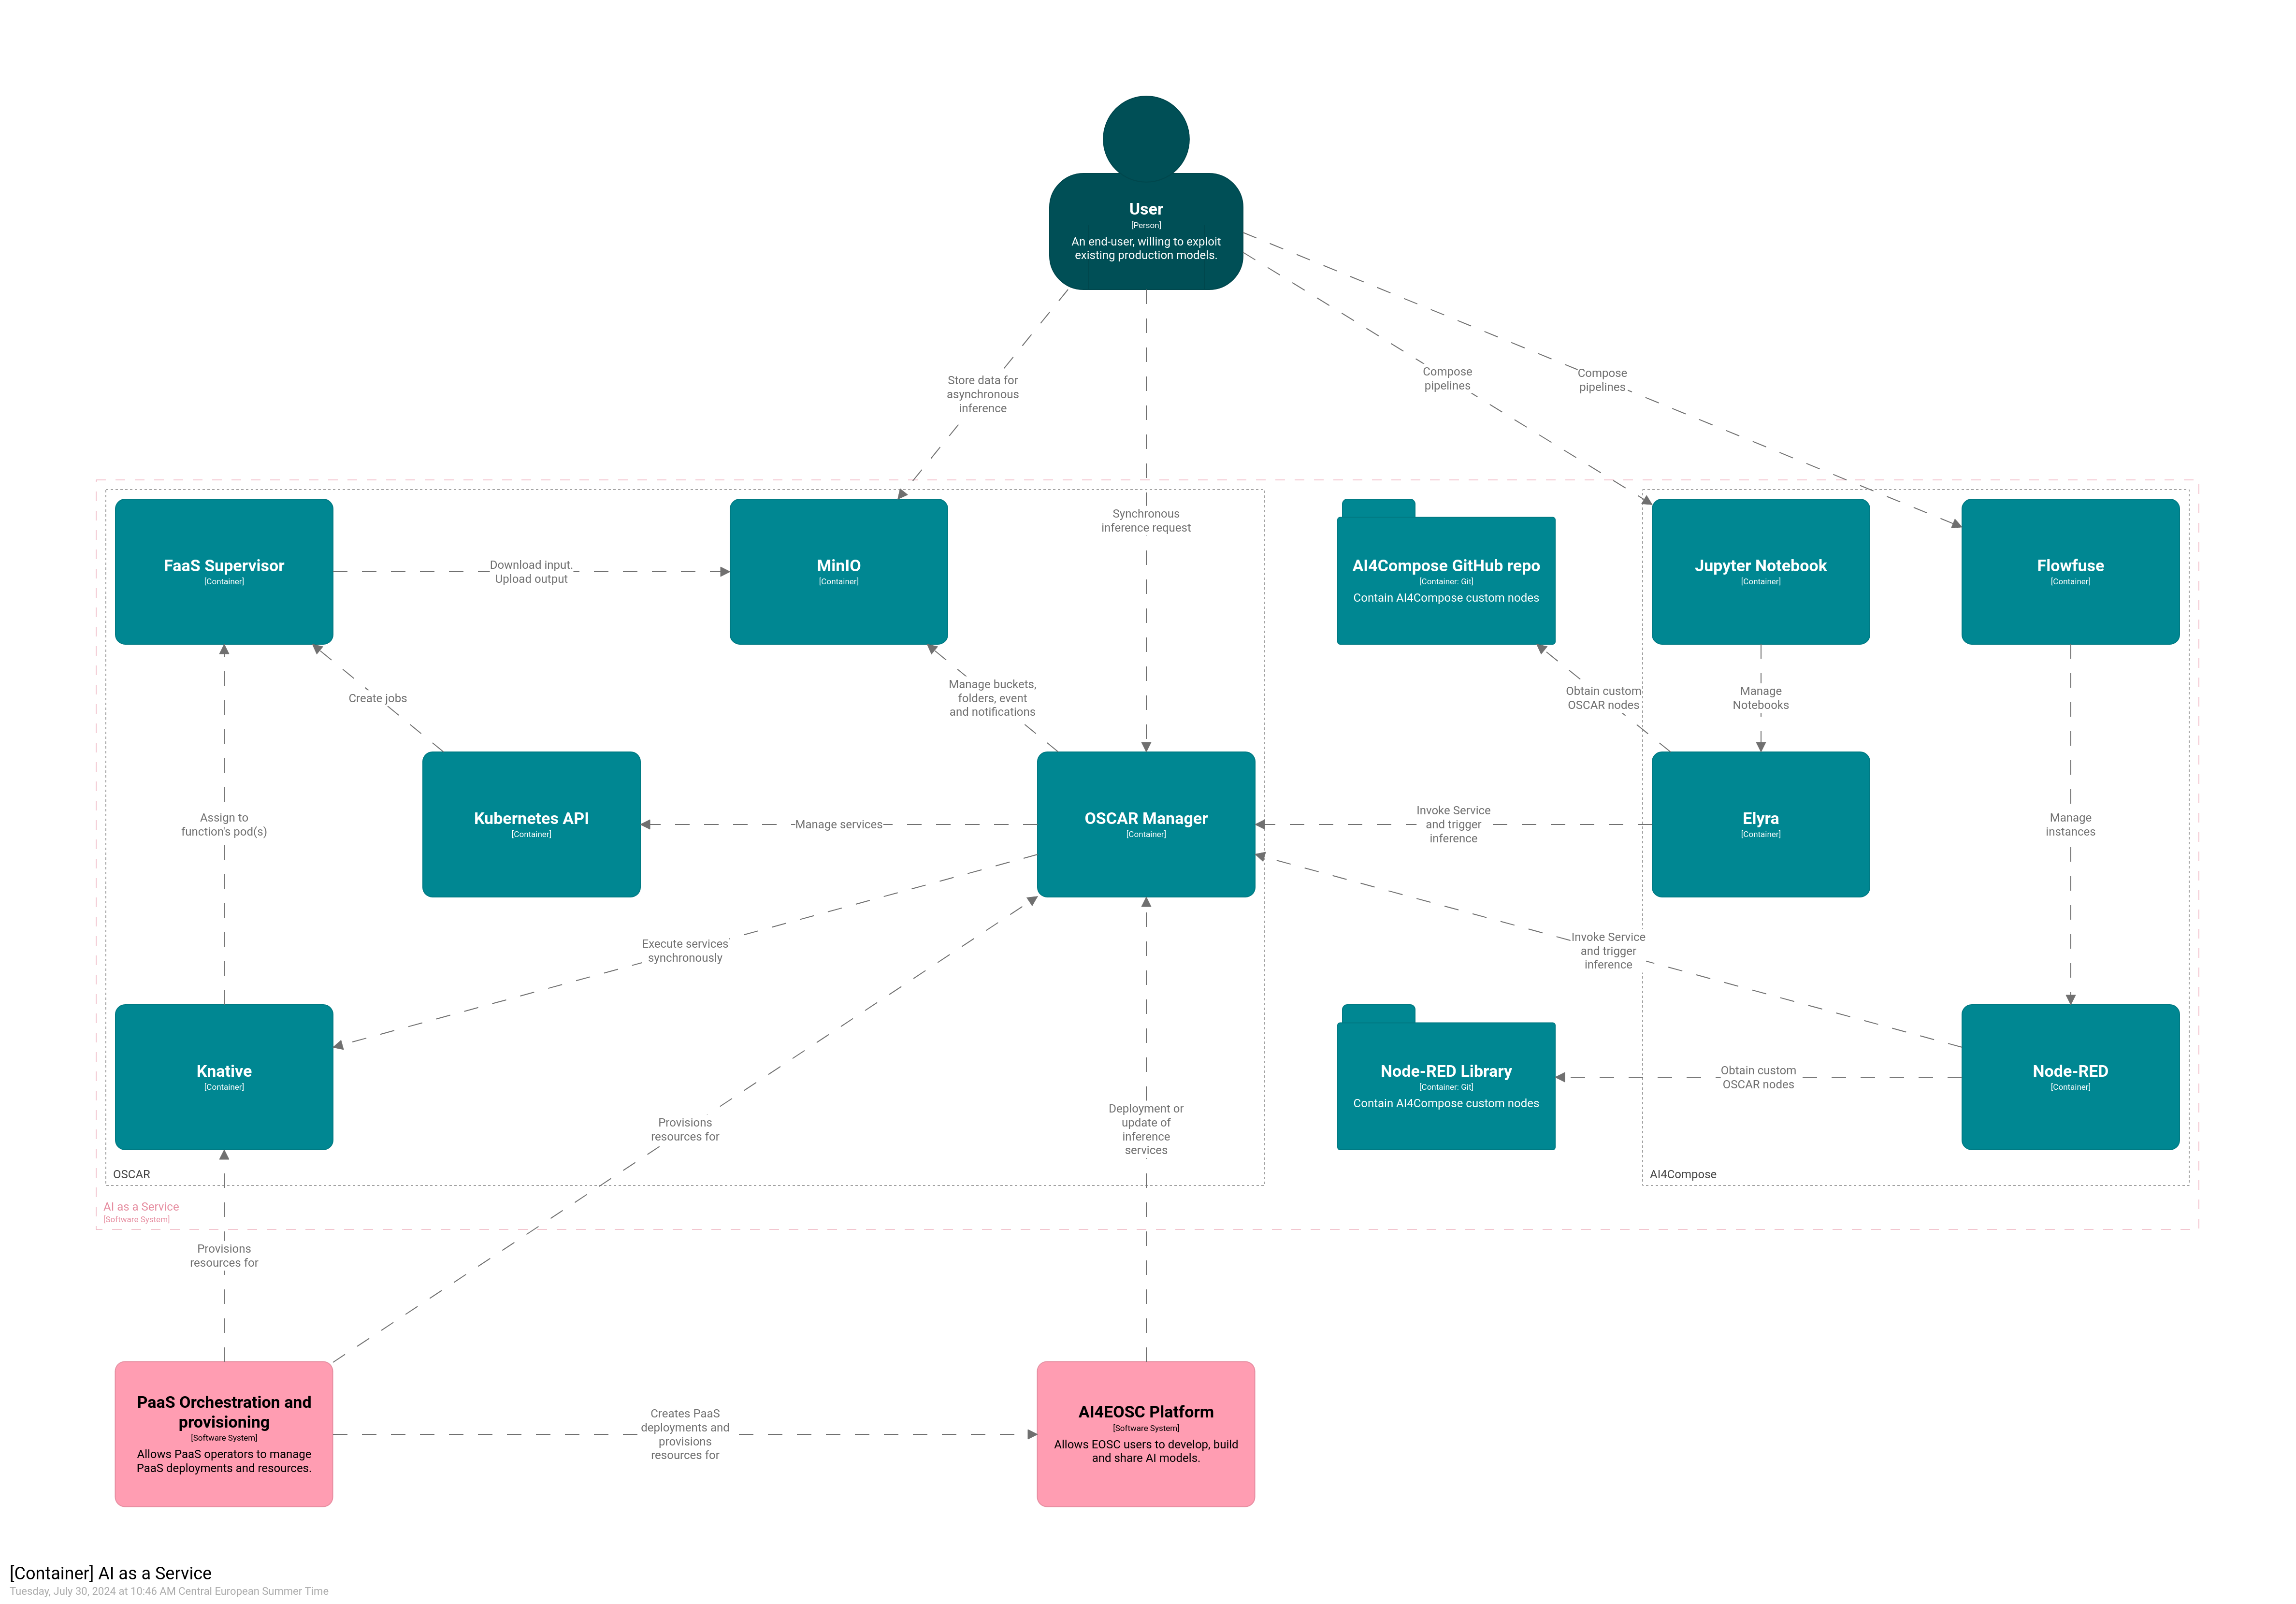 User
[Person]
An end-user, willing to exploit
existing production models.
Store data for
asynchronous
inference
Compose
pipelines
Compose
pipelines
Synchronous
inference request
FaaS Supervisor
[Container]
Download input.
Upload output
MinIO
[Container]
AI4Compose GitHub repo
[Container: Git]
Contain AI4Compose custom nodes
Jupyter Notebook
[Container]
Flowfuse
[Container]
Create jobs
Manage buckets,
folders, event
and notifications
Obtain custom
OSCAR nodes
Manage
Notebooks
Assign to
function's pod(s)
Kubernetes API
[Container]
Manage services
OSCAR Manager
[Container]
Invoke Service
and trigger
inference
Elyra
[Container]
Manage
instances
Execute services
synchronously
Invoke Service
and trigger
inference
Knative
[Container]
Provisions
resources for
Deployment or
update of
inference
services
Node-RED Library
[Container: Git]
Contain AI4Compose custom nodes
Obtain custom
OSCAR nodes
Node-RED
[Container]
OSCAR
AI4Compose
AI as a Service
[Software System]
Provisions
resources for
PaaS Orchestration and
provisioning
[Software System]
Allows PaaS operators to manage
PaaS deployments and resources.
Creates PaaS
deployments and
provisions
resources for
AI4EOSC Platform
[Software System]
Allows EOSC users to develop, build
and share AI models.
[Container] AI as a Service
Tuesday, July 30, 2024 at 10:46 AM Central European Summer Time